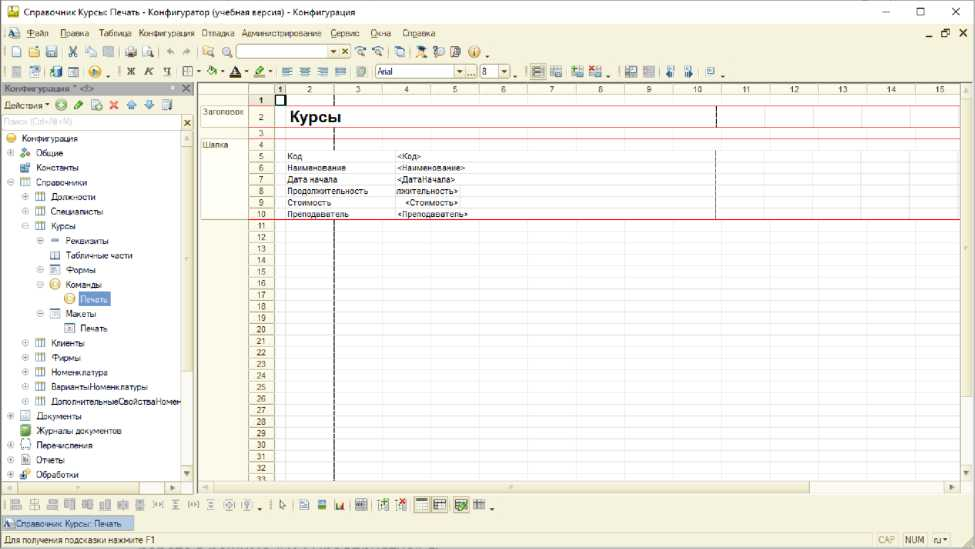 Справочник Курсы: Печать - Конфигуратор (учебная версия) - Конфигурация
Файл Правка Таблица Конфигурация Отладка Администрирование Сервис Окна Справка
Ж К Ч Arial 8
Конфигурация * <!>
Действия
Поиск (Ctrl+Alt+M)
Конфигурация
Общие
Константы
Справочники
Должности
Специалисты
Курсы
Реквизиты
Табличные части
Формы
Команды
Печать
Макеты
Печать
Клиенты
Фирмы
Номенклатура
ВариантыНоменклатуры
ДополнительныеСвойстваНомен
Документы
Журналы документов
Перечисления
Отчеты
Обработки
1 2 3 4 5 6 7 8 9 10 11 12 13 14 15
1
Заголовок 2 Курсы
3
Шапка 4
5 Код <Код>
6 Наименование <Наименование>
7 Дата начала <ДатаНачала>
8 Продолжительность лжительность>
9 Стоимость <Стоимость>
10 Преподаватель <Преподаватель>
11
12
13
14
15
16
17
18
19
20
21
22
23
24
25
26
27
28
29
30
31
32
33
Справочник Курсы: Печать
Для получения подсказки нажмите F1 CAP NUM ru